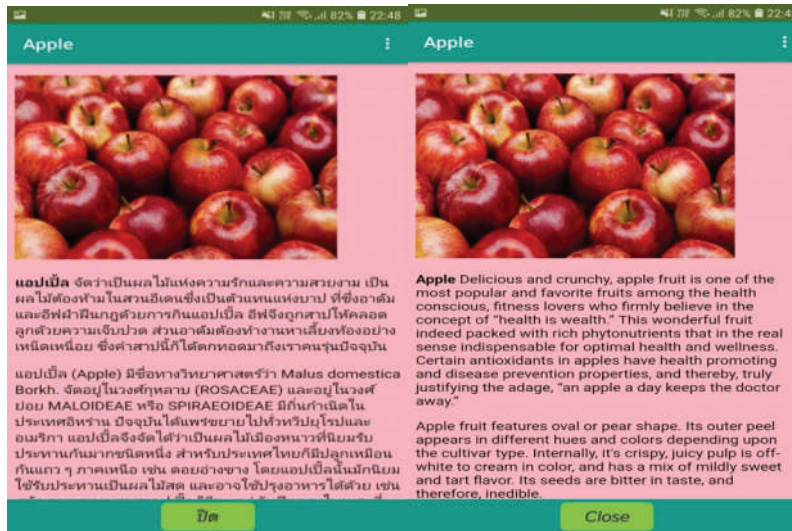 82% 22:48
Apple
แอปเปิ้ล จัดว่าเป็นผลไม้แห่งความรักและความสวยงาม เป็น
ผลไม้ต้องห้ามในสวนอีเดนซึ่งเป็นตัวแทนแห่งบาป ที่ซึ่งอาดัม
และอีฟฝ่าฝืนกฎด้วยการกินแอปเปิ้ล อีฟจึงถูกสาปให้คลอด
ลูกด้วยความเจ็บปวด ส่วนอาดัมต้องทำงานหาเลี้ยงท้องอย่าง
เหน็ดเหนื่อย ซึ่งคำสาปนี้ก็ได้ตกทอดมาถึงเราคนรุ่นปัจจุบัน
แอปเปิ้ล (Apple) มีชื่อทางวิทยาศาสตร์ว่า Malus domestica
Borkh. จัดอยู่ในวงศ์กุหลาบ (ROSACEAE) และอยู่ในวงศ์
ย่อย MALOIDEAE หรือ SPIRAEOIDEAE มีถิ่นกำเนิดใน
ประเทศอิหร่าน ปัจจุบันได้แพร่ขยายไปทั่วทวีปยุโรปและ
อเมริกา แอปเปิ้ลจึงจัดได้ว่าเป็นผลไม้เมืองหนาวที่นิยมรับ
ประทานกันมากชนิดหนึ่ง สำหรับประเทศไทยก็มีปลูกเหมือน
กันแถว ๆ ภาคเหนือ เช่น ดอยอ่างขาง โดยแอปเปิ้ลนั้นมักนิยม
ใช้รับประทานเป็นผลไม้สด และอาจใช้ปรุงอาหารได้ด้วย เช่น
ปิด
82% 22:4
Apple
Apple Delicious and crunchy, apple fruit is one of the
most popular and favorite fruits among the health
conscious, fitness lovers who firmly believe in the
concept of “health is wealth.” This wonderful fruit
indeed packed with rich phytonutrients that in the real
sense indispensable for optimal health and wellness.
Certain antioxidants in apples have health promoting
and disease prevention properties, and thereby, truly
justifying the adage, “an apple a day keeps the doctor
away.”
Apple fruit features oval or pear shape. Its outer peel
appears in different hues and colors depending upon
the cultivar type. Internally, it’s crispy, juicy pulp is off-
white to cream in color, and has a mix of mildly sweet
and tart flavor. Its seeds are bitter in taste, and
therefore, inedible.
Close